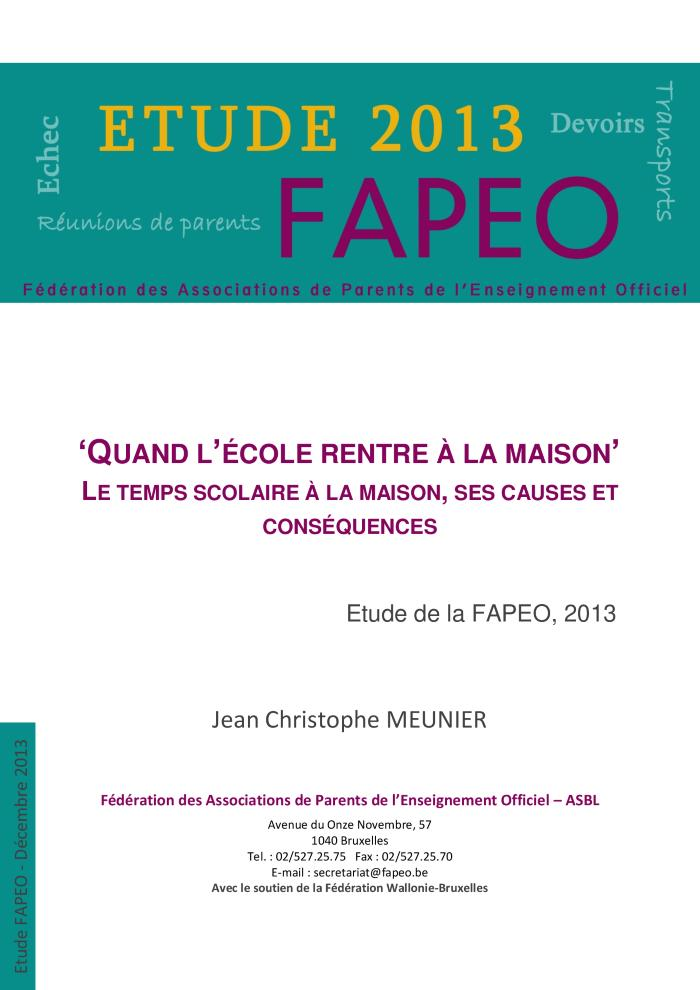 Echec
ETUDE 2013
Devoirs
Transports
Réunions de parents
FAPEO
Fédération des Associations de Parents de l'Enseignement Officiel
‘QUAND L’ÉCOLE RENTRE À LA MAISON’
LE TEMPS SCOLAIRE À LA MAISON, SES CAUSES ET
CONSÉQUENCES
Etude de la FAPEO, 2013
Jean Christophe MEUNIER
Etude FAPEO - Décembre 2013
Fédération des Associations de Parents de l’Enseignement Officiel – ASBL
Avenue du Onze Novembre, 57
1040 Bruxelles
Tel. : 02/527.25.75 Fax : 02/527.25.70
E-mail : secretariat@fapeo.be
Avec le soutien de la Fédération Wallonie-Bruxelles